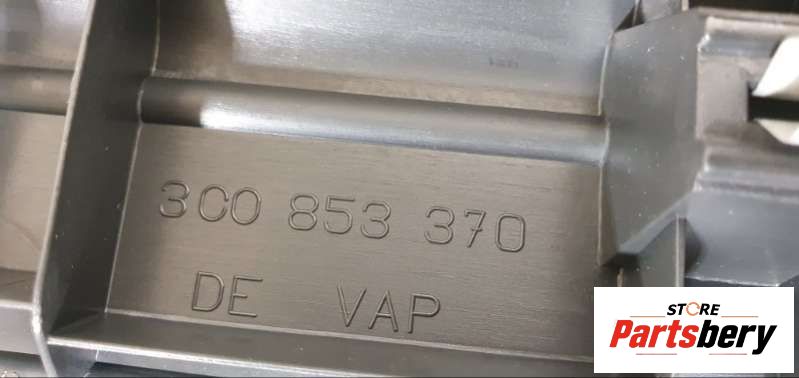 3C0 853 370
DE VAP
STORE
Partsbery